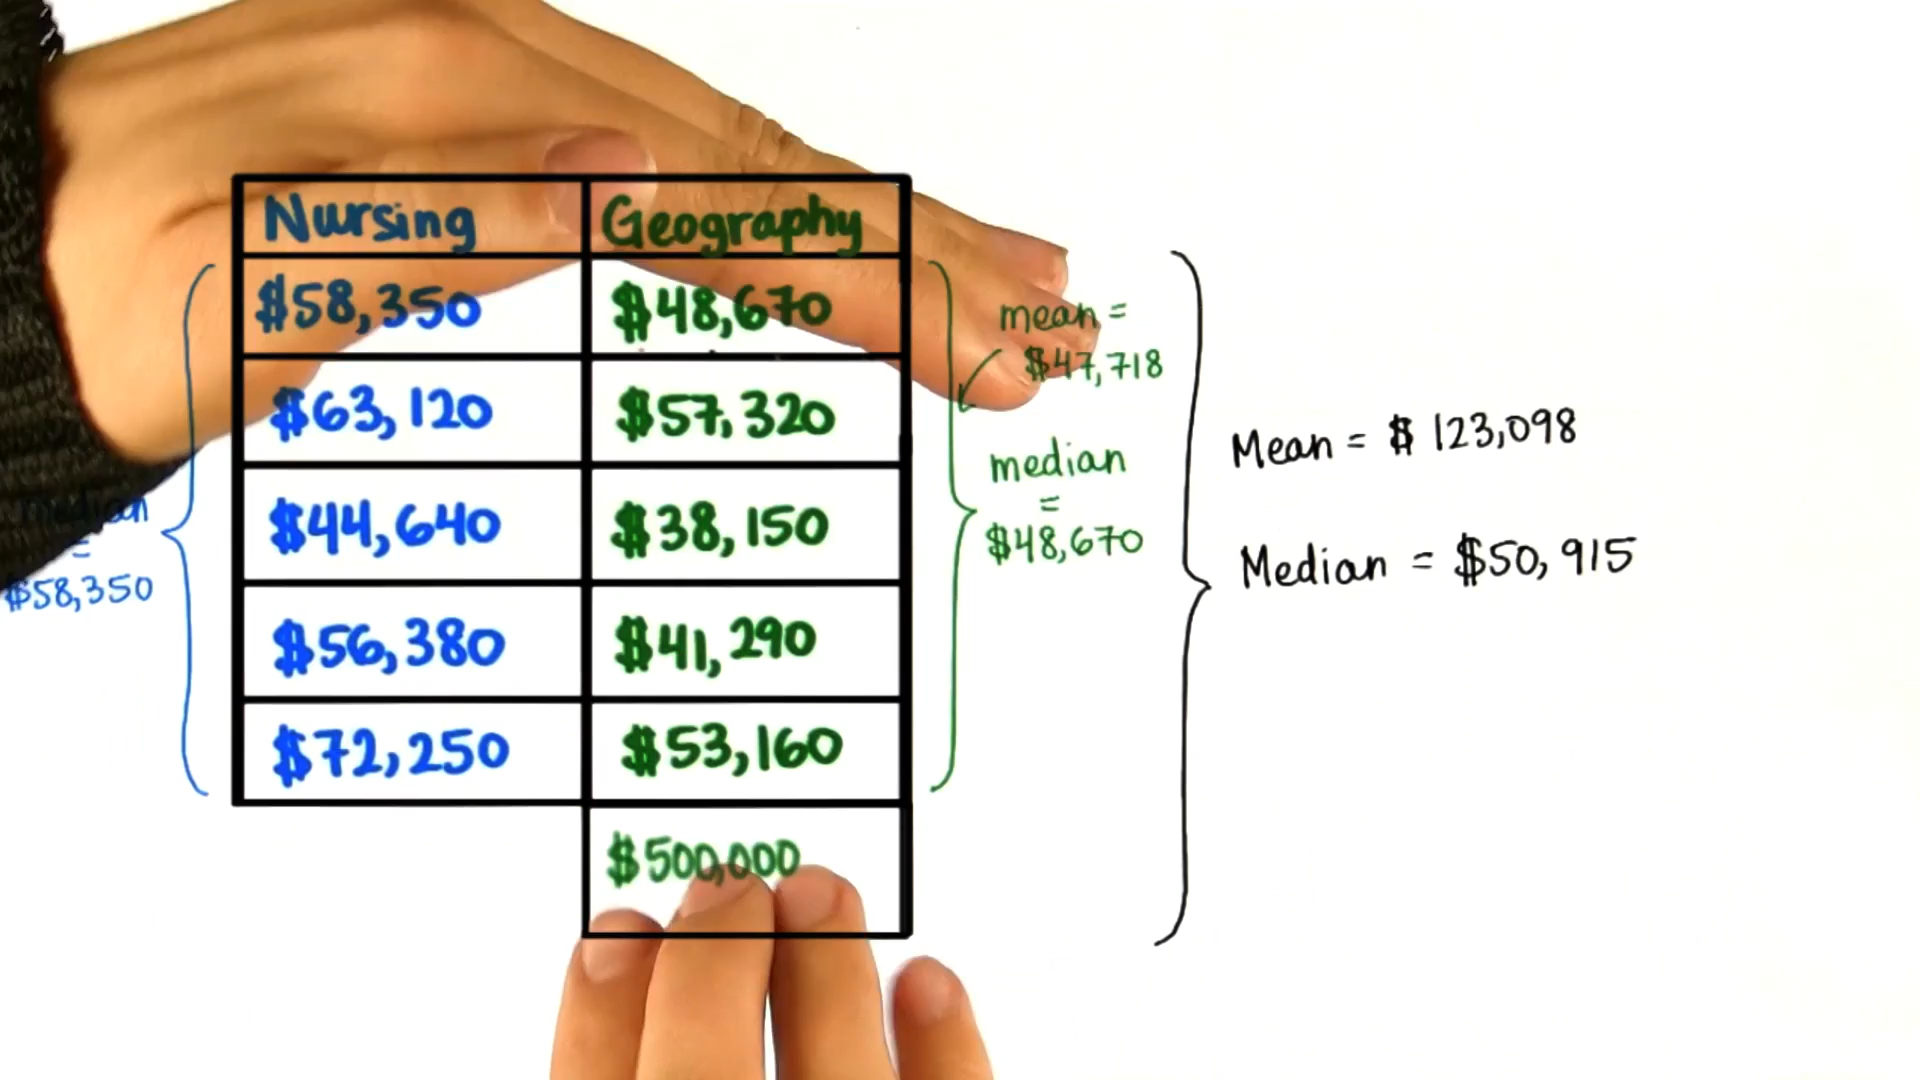 Nursing Geography
$58,350 $48,670
$63,120 $57,320
$44,640 $38,150
$56,380 $41,290
$72,250 $53,160
$500,000
median
=
$58,350
mean =
$47,718
median
=
$48,670
Mean = $ 123,098
Median = $50,915